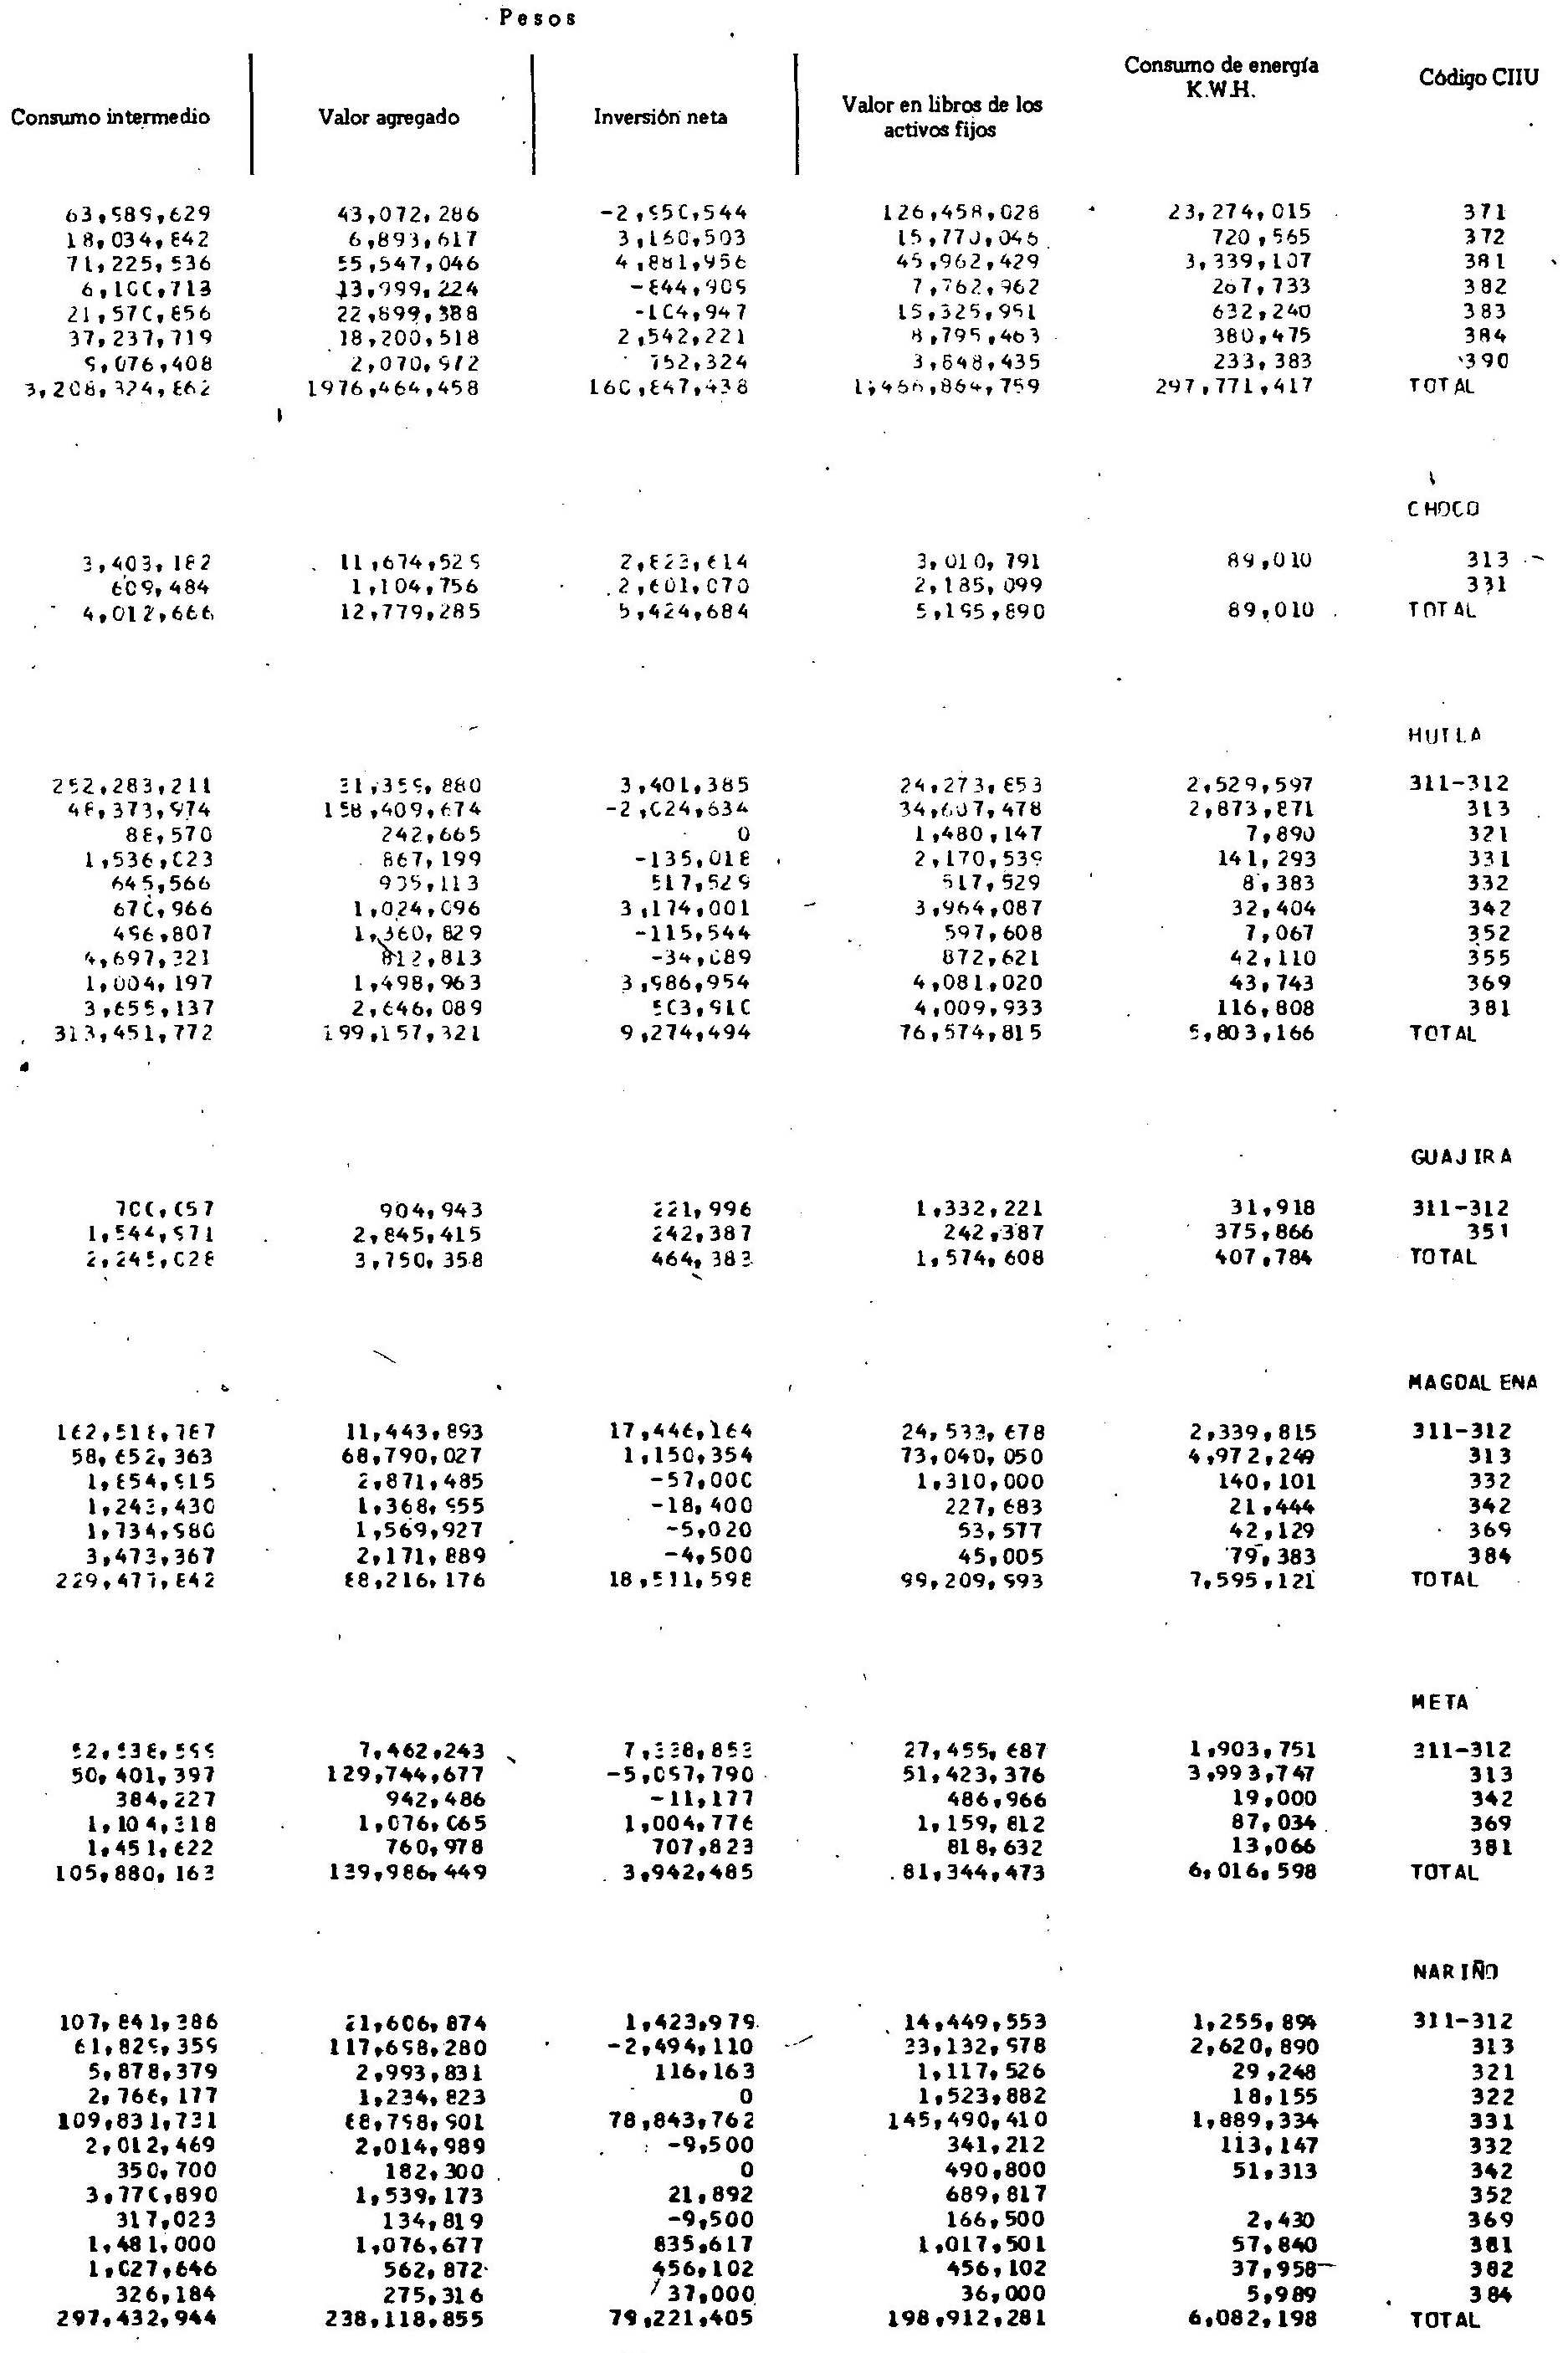 Pesos
Consumo intermedio Valor agregado Inversión neta Valor en libros de los activos fijos Consumo de energía K.W.H. Código CIIU
63,989,629 43,072,286 -2,950,544 126,458,028 23,274,015 371
18,034,842 6,893,617 3,160,503 15,770,046 720,565 372
71,225,536 55,547,046 4,881,956 45,962,429 3,339,107 381
6,100,713 13,999,224 -844,909 7,762,962 267,733 382
21,570,856 22,899,388 -104,947 15,325,951 632,240 383
37,237,719 18,200,518 2,542,221 8,795,463 380,475 384
9,076,408 2,070,972 752,324 3,848,435 233,383 390
3,208,324,862 1976,464,458 160,847,438 1,466,864,759 297,771,417 TOTAL
CHOCO
3,403,182 11,674,529 2,823,614 3,010,791 89,010 313
609,484 1,104,756 2,601,070 2,185,099 331
4,012,666 12,779,285 5,424,684 5,195,890 89,010 TOTAL
HUILA
252,283,211 31,359,880 3,401,385 24,273,853 2,529,597 311-312
48,373,974 158,409,674 -2,024,634 34,607,478 2,873,871 313
88,570 242,665 0 1,480,147 7,890 321
1,536,023 867,199 -135,018 2,170,539 141,293 331
645,566 935,113 517,529 517,529 8,383 332
670,966 1,024,096 3,174,001 3,964,087 32,404 342
496,807 1,360,829 -115,544 597,608 7,067 352
4,697,321 812,813 -34,089 872,621 42,110 355
1,004,197 1,498,963 3,986,954 4,081,020 43,743 369
3,655,137 2,646,089 503,910 4,009,933 116,808 381
313,451,772 199,157,321 9,274,494 76,574,815 5,803,166 TOTAL
GUAJIRA
700,057 904,943 221,996 1,332,221 31,918 311-312
1,544,971 2,845,415 242,387 242,387 375,866 351
2,245,028 3,750,358 464,383 1,574,608 407,784 TOTAL
MAGDALENA
162,518,787 11,443,893 17,446,164 24,533,678 2,339,815 311-312
58,652,363 68,790,027 1,150,354 73,040,050 4,972,249 313
1,854,915 2,871,485 -57,000 1,310,000 140,101 332
1,243,430 1,368,955 -18,400 227,683 21,444 342
1,734,980 1,569,927 -5,020 53,577 42,129 369
3,473,367 2,171,889 -4,500 45,005 79,383 384
229,477,842 88,216,176 18,511,598 99,209,993 7,595,121 TOTAL
META
52,538,599 7,462,243 7,338,853 27,455,687 1,903,751 311-312
50,401,397 129,744,677 -5,097,790 51,423,376 3,993,747 313
384,227 942,486 -11,177 486,966 19,000 342
1,104,318 1,076,065 1,004,776 1,159,812 87,034 369
1,451,622 760,978 707,823 818,632 13,066 381
105,880,163 139,986,449 3,942,485 81,344,473 6,016,598 TOTAL
NARIÑO
107,841,386 21,606,874 1,423,979 14,449,553 1,255,894 311-312
61,829,359 117,698,280 -2,494,110 33,132,978 2,620,890 313
5,878,379 2,993,831 116,163 1,117,526 29,248 321
2,766,177 1,234,823 0 1,523,882 18,155 322
109,831,731 88,798,901 78,843,762 145,490,410 1,889,334 331
2,012,469 2,014,989 -9,500 341,212 113,147 332
350,700 182,300 0 490,800 51,313 342
3,770,890 1,539,173 21,892 689,817 352
317,023 134,819 -9,500 166,500 2,430 369
1,481,000 1,076,677 835,617 1,017,501 57,840 381
1,027,646 562,872 456,102 456,102 37,958 382
326,184 275,316 37,000 36,000 5,989 384
297,432,944 238,118,855 79,221,405 198,912,281 6,082,198 TOTAL